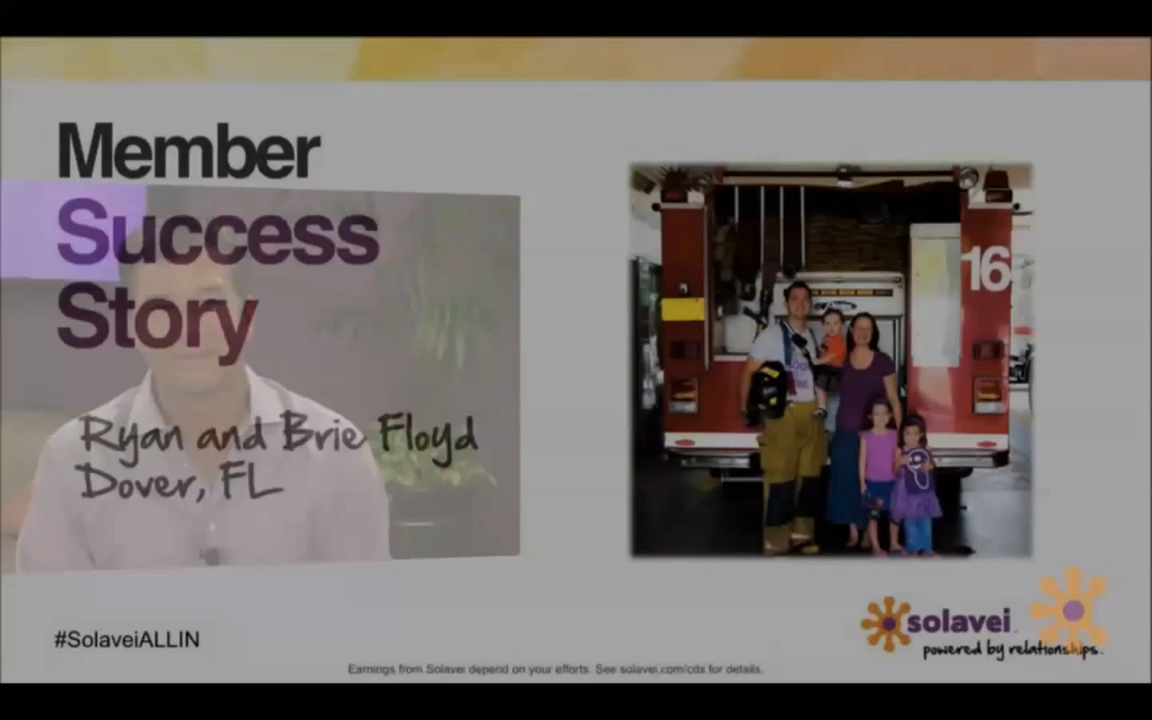 Member
Success
Story
Ryan and Brie Floyd
Dover, FL
16
#SolaveiALLIN
solavei
powered by relationships.
Earnings from Solavei depend on your efforts. See solavei.com/cds for details.